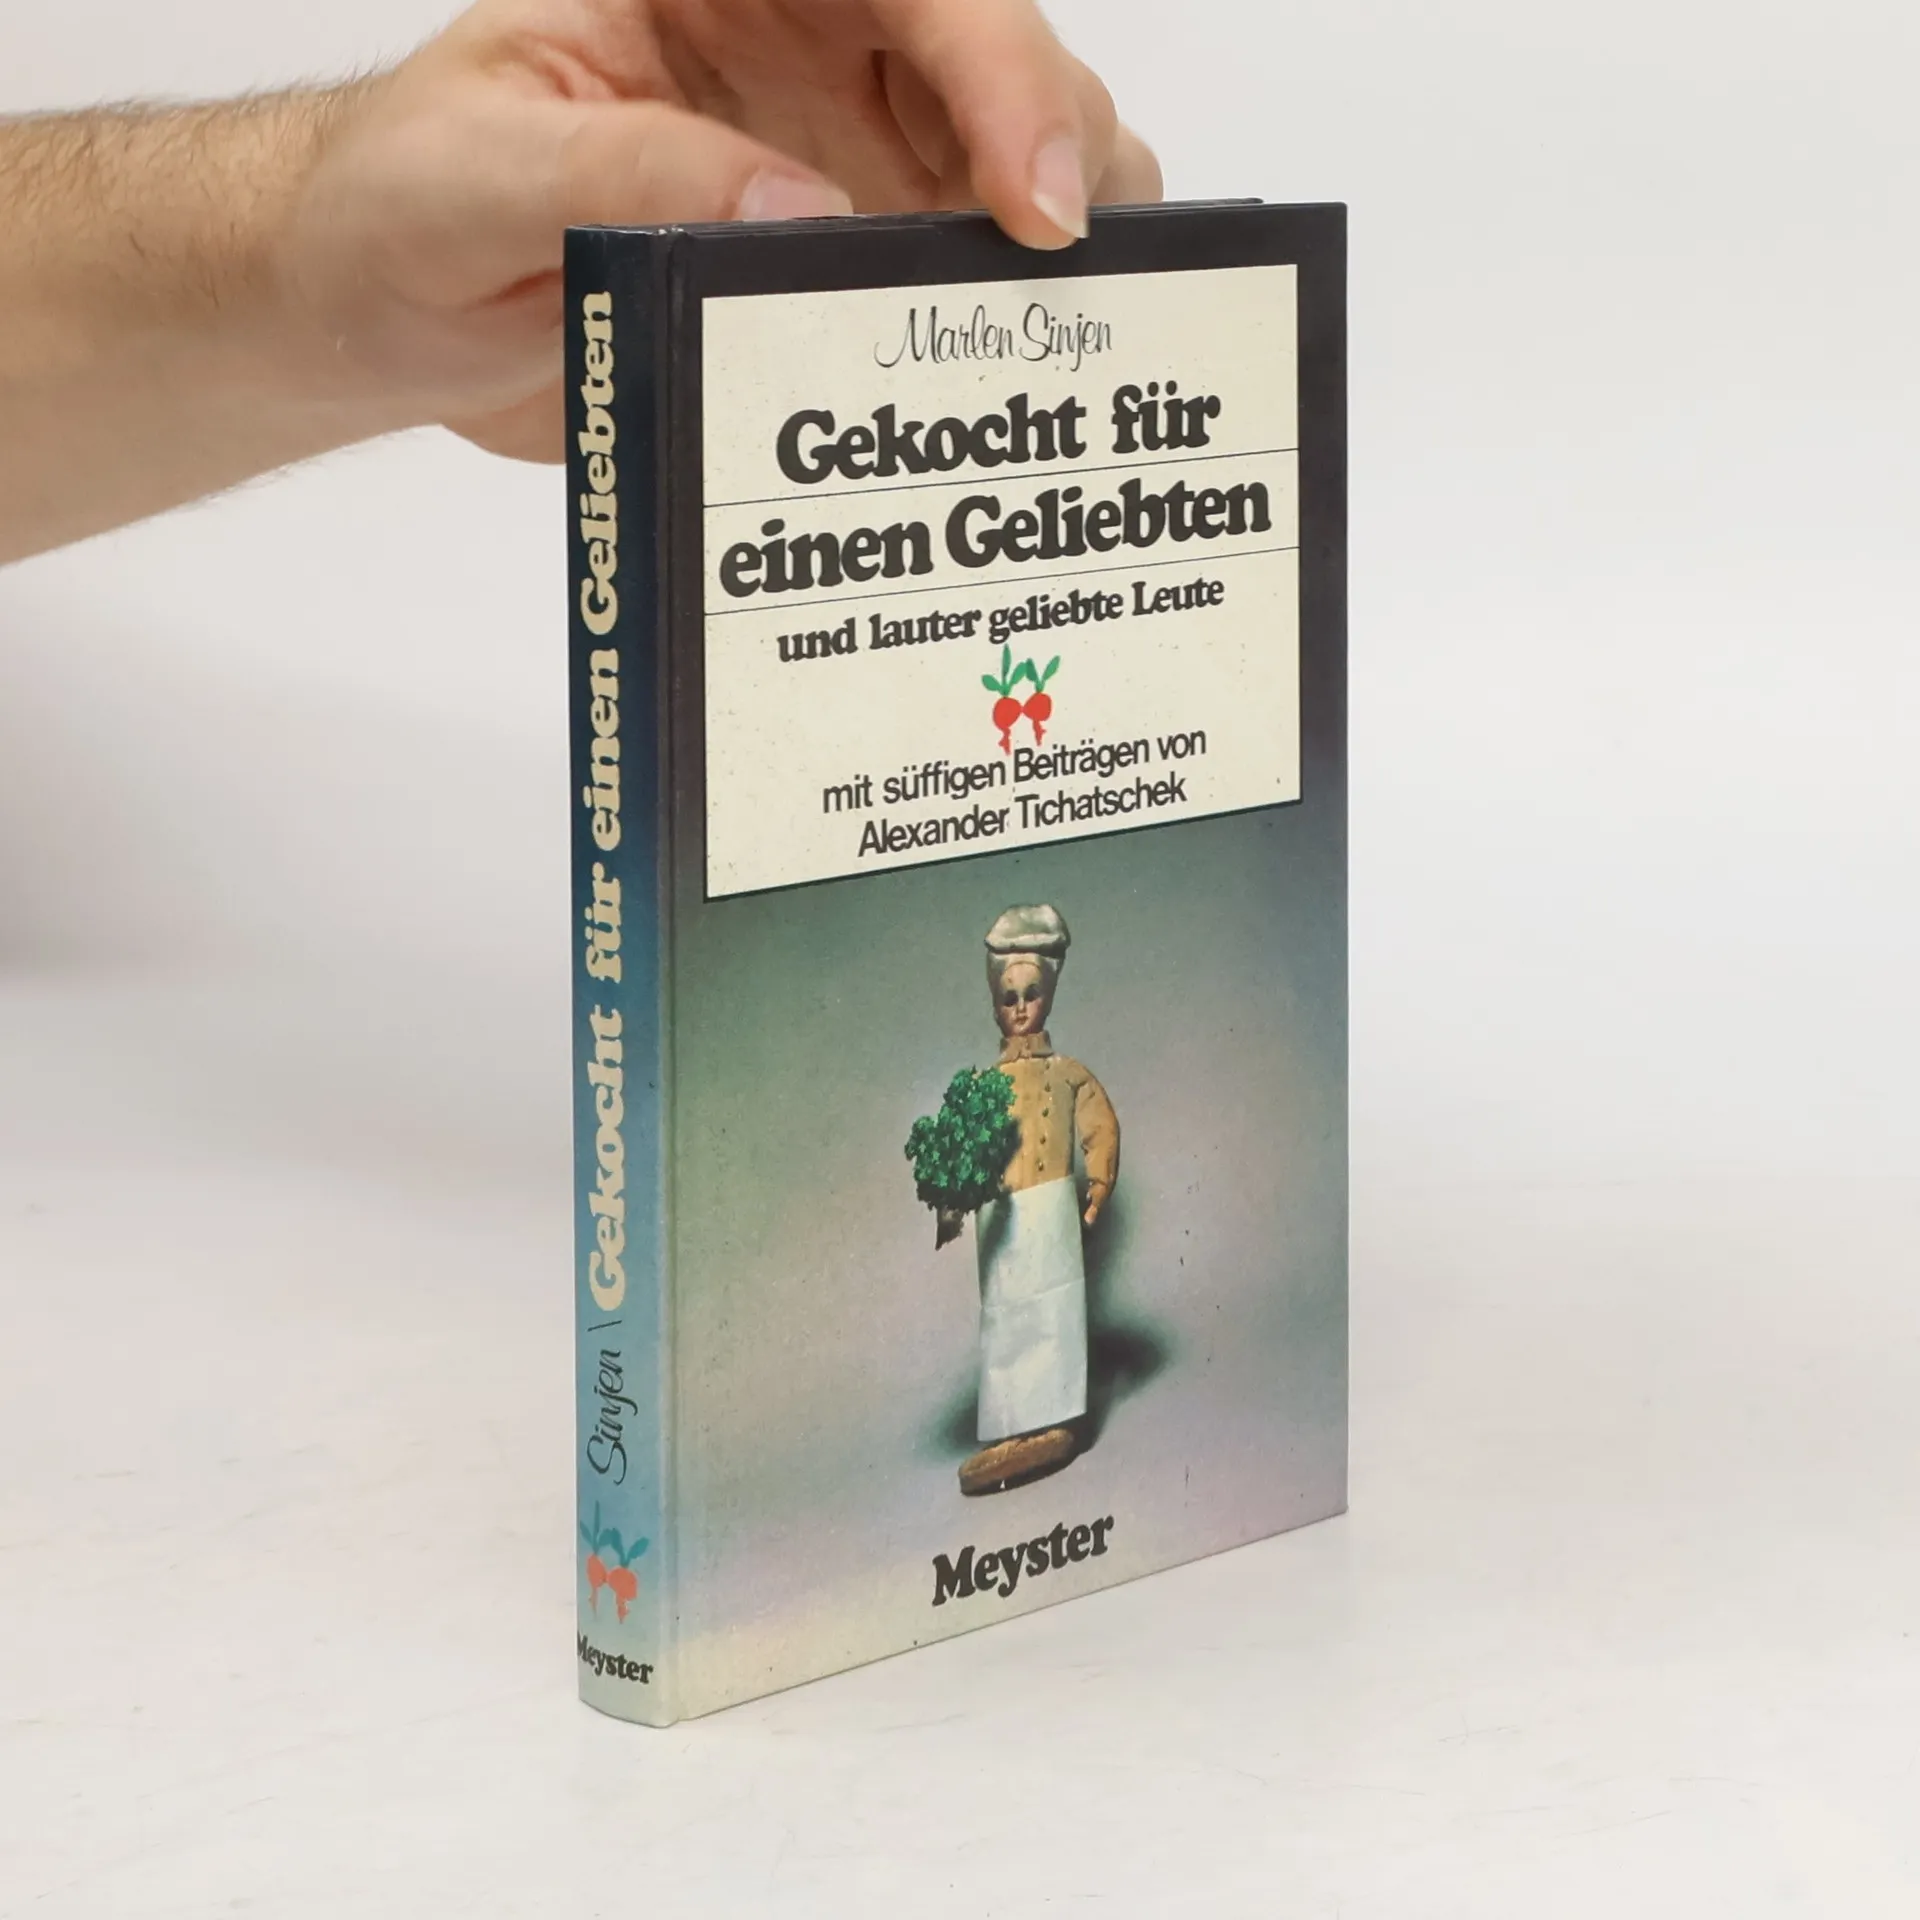 Marlen Sinjen
Gekocht für
einen Geliebten
und lauter geliebte Leute
mit süffigen Beiträgen von
Alexander Tichatschek
Meyster
Sinjen \ Gekocht für einen Geliebten
Meyster